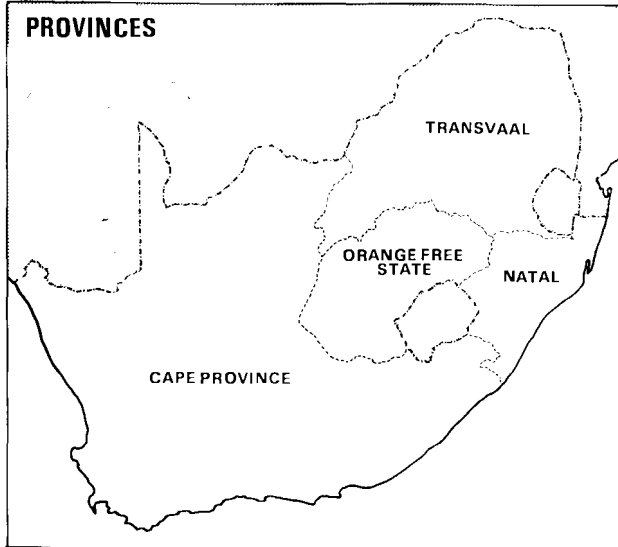 PROVINCES
TRANSVAAL
ORANGE FREE
STATE
NATAL
CAPE PROVINCE